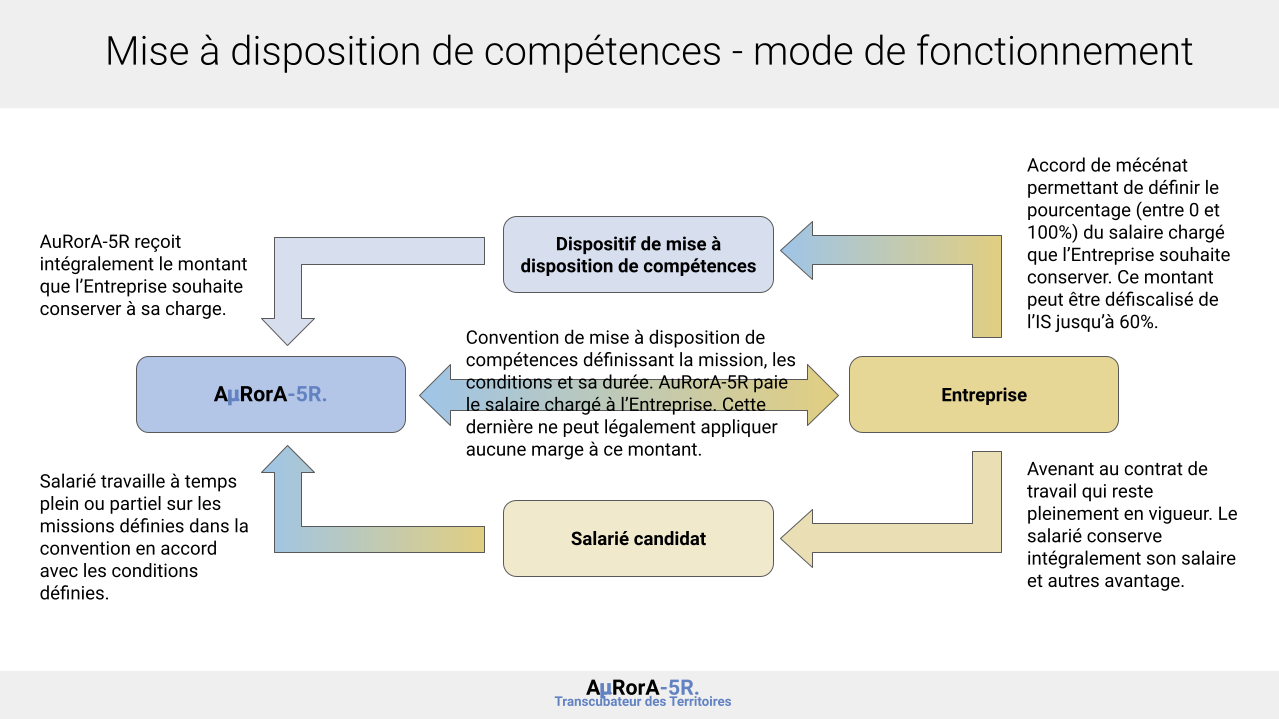 Mise à disposition de compétences - mode de fonctionnement
Accord de mécénat
permettant de définir le
pourcentage (entre 0 et
100%) du salaire chargé
que l’Entreprise souhaite
conserver. Ce montant
peut être défiscalisé de
l’IS jusqu’à 60%.
AuRorA-5R reçoit
intégralement le montant
que l’Entreprise souhaite
conserver à sa charge.
Dispositif de mise à
disposition de compétences
Convention de mise à disposition de
compétences définissant la mission, les
conditions et sa durée. AuRorA-5R paie
le salaire chargé à l’Entreprise. Cette
dernière ne peut légalement appliquer
aucune marge à ce montant.
AµRorA-5R.
Entreprise
Salarié travaille à temps
plein ou partiel sur les
missions définies dans la
convention en accord
avec les conditions
définies.
Salarié candidat
Avenant au contrat de
travail qui reste
pleinement en vigueur. Le
salarié conserve
intégralement son salaire
et autres avantage.
AµRorA-5R.
Transcubateur des Territoires